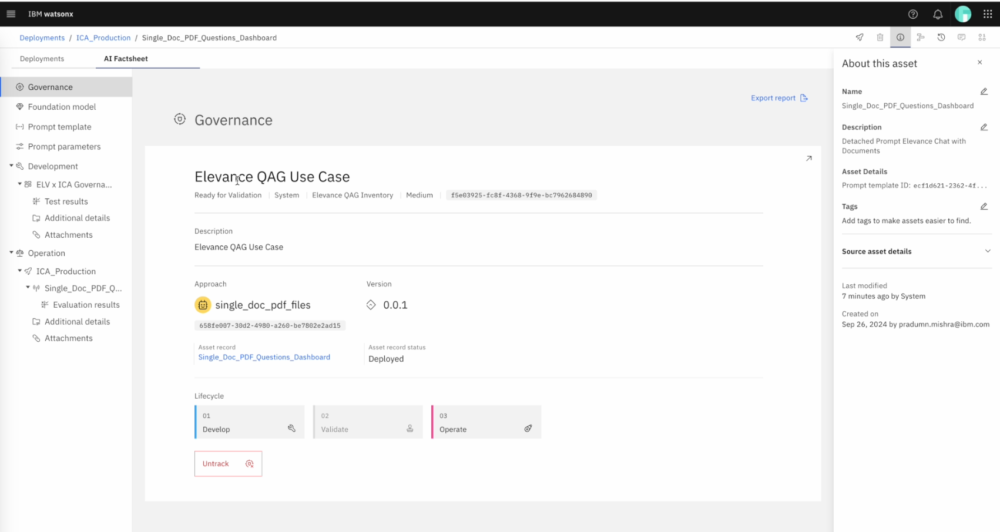 IBM watsonx
Deployments / ICA_Production / Single_Doc_PDF_Questions_Dashboard
Deployments
AI Factsheet
Governance
Foundation model
Prompt template
Prompt parameters
Development
ELV x ICA Governa...
Test results
Additional details
Attachments
Operation
ICA_Production
Single_Doc_PDF_Q...
Evaluation results
Additional details
Attachments
Export report
Governance
Elevance QAG Use Case
Ready for Validation | System | Elevance QAG Inventory | Medium | f5e03925-fc8f-4368-9f9e-bc7962684890
Description
Elevance QAG Use Case
Approach
Version
single_doc_pdf_files
0.0.1
658fe007-30d2-4980-a260-be7802e2ad15
Asset record
Asset record status
Single_Doc_PDF_Questions_Dashboard
Deployed
Lifecycle
01
Develop
02
Validate
03
Operate
Untrack
About this asset
Name
Single_Doc_PDF_Questions_Dashboard
Description
Detached Prompt Elevance Chat with
Documents
Asset Details
Prompt template ID: ecf1d621-2362-4f...
Tags
Add tags to make assets easier to find.
Source asset details
Last modified
7 minutes ago by System
Created on
Sep 26, 2024 by pradumn.mishra@ibm.com